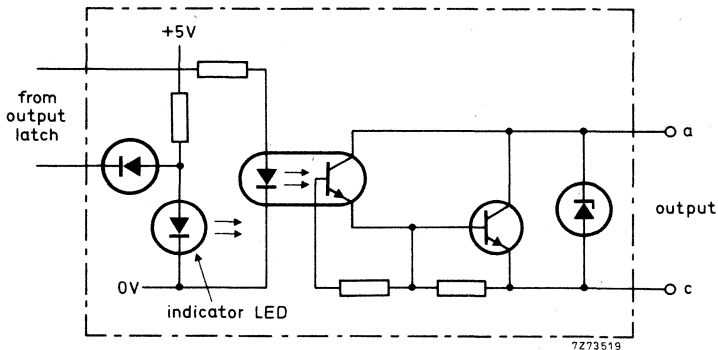 +5V
from
output
latch
a
output
0V
c
indicator LED
7Z73519